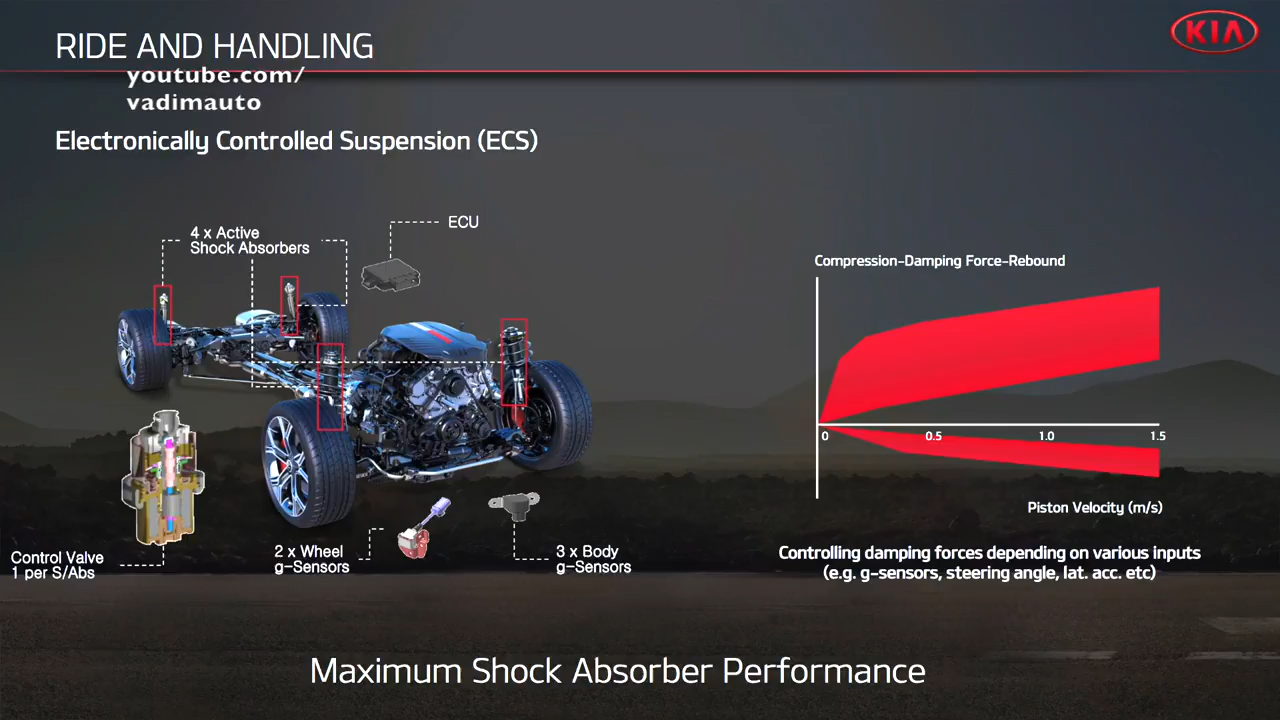 RIDE AND HANDLING
KIA
youtube.com/
vadimauto
Electronically Controlled Suspension (ECS)
4 x Active
Shock Absorbers
ECU
Control Valve
1 per S/Abs
2 x Wheel
g-Sensors
3 x Body
g-Sensors
Compression-Damping Force-Rebound
0 0.5 1.0 1.5
Piston Velocity (m/s)
Controlling damping forces depending on various inputs
(e.g. g-sensors, steering angle, lat. acc. etc)
Maximum Shock Absorber Performance